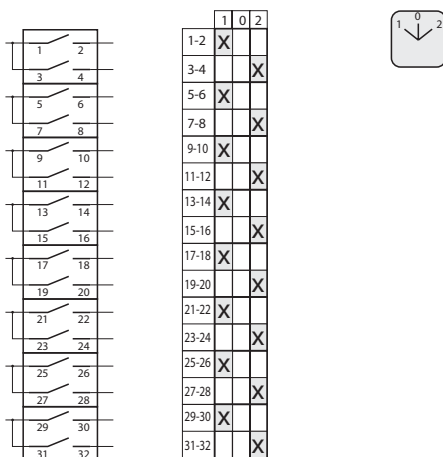 1 2
3 4
5 6
7 8
9 10
11 12
13 14
15 16
17 18
19 20
21 22
23 24
25 26
27 28
29 30
31 32
1 0 2
1-2 X
3-4 X
5-6 X
7-8 X
9-10 X
11-12 X
13-14 X
15-16 X
17-18 X
19-20 X
21-22 X
23-24 X
25-26 X
27-28 X
29-30 X
31-32 X
1 0 2